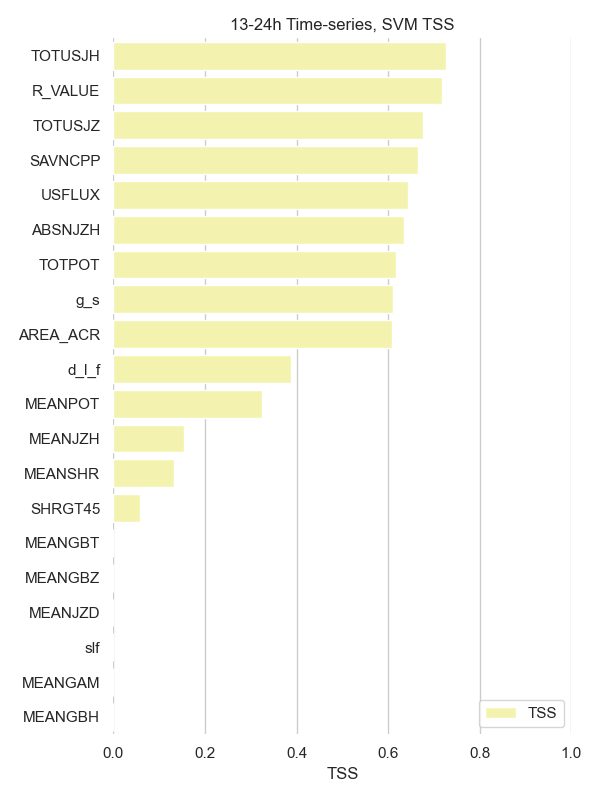 13-24h Time-series, SVM TSS
TOTUSJH
R_VALUE
TOTUSJZ
SAVNCPP
USFLUX
ABSNJZH
TOTPOT
g_s
AREA_ACR
d_l_f
MEANPOT
MEANJZH
MEANSHR
SHRGT45
MEANGBT
MEANGBZ
MEANJZD
slf
MEANGAM
MEANGBH
TSS
0.0 0.2 0.4 0.6 0.8 1.0
TSS